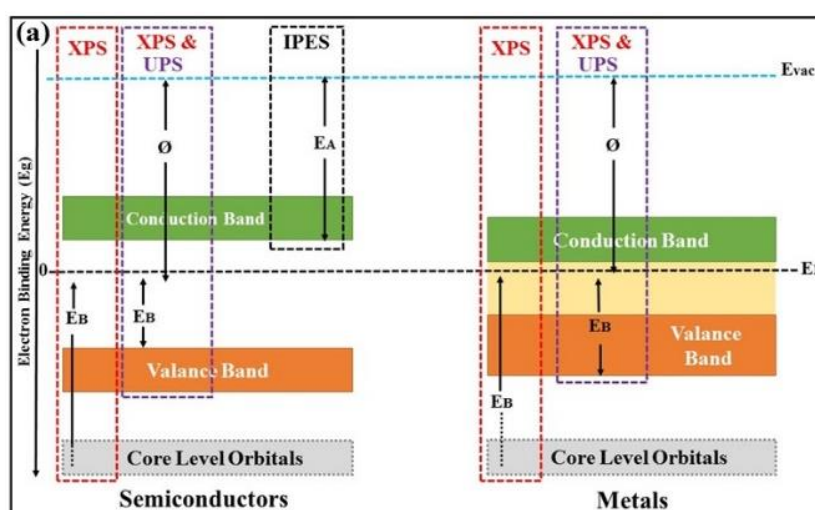 (a)
XPS
XPS &
UPS
IPES
XPS
XPS &
UPS
Evac
Ø
EA
Ø
Electron Binding Energy (Eg)
Conduction Band
Conduction Band
0
EB
EB
EB
Valance Band
Valance
Band
EB
Core Level Orbitals
Core Level Orbitals
Semiconductors
Metals